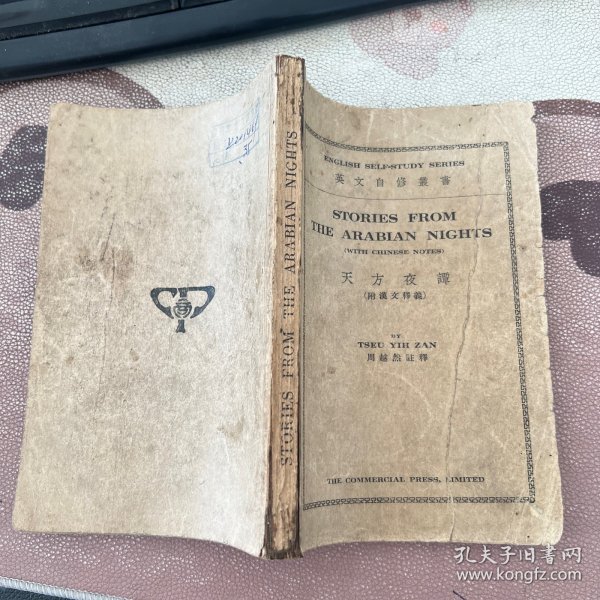 ENGLISH SELF-STUDY SERIES
英文自修叢書
STORIES FROM
THE ARABIAN NIGHTS
(WITH CHINESE NOTES)
天方夜譚
(附漢文釋義)
BY
TSEU YIH ZAN
周越然註釋
THE COMMERCIAL PRESS, LIMITED
STORIES FROM THE ARABIAN NIGHTS
孔夫子旧书网
www.kongfz.com